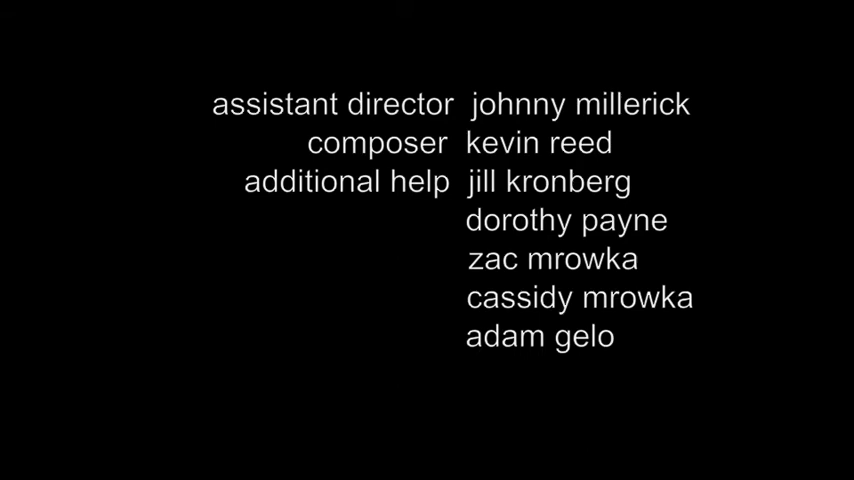 assistant director johnny millerick
composer kevin reed
additional help jill kronberg
dorothy payne
zac mrowka
cassidy mrowka
adam gelo